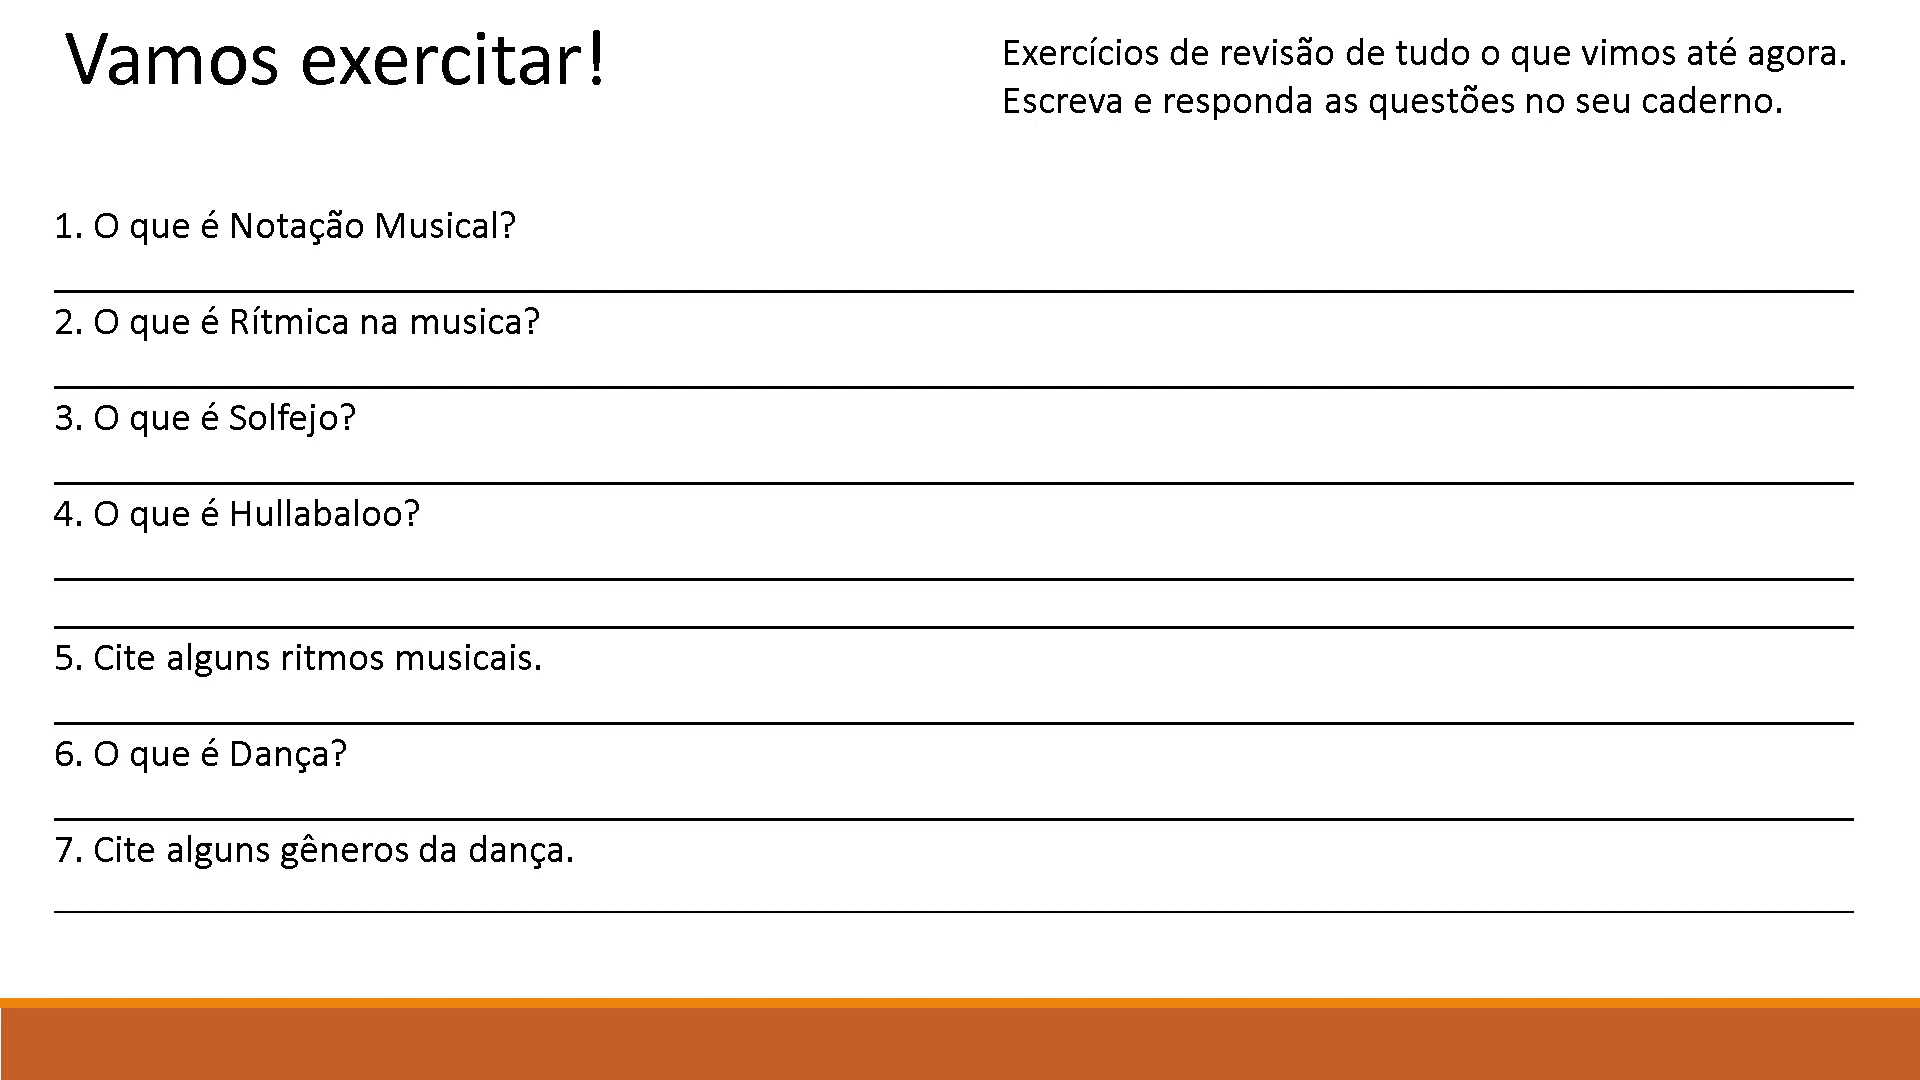 Vamos exercitar!
Exercícios de revisão de tudo o que vimos até agora.
Escreva e responda as questões no seu caderno.
1. O que é Notação Musical?
2. O que é Rítmica na musica?
3. O que é Solfejo?
4. O que é Hullabaloo?
5. Cite alguns ritmos musicais.
6. O que é Dança?
7. Cite alguns gêneros da dança.